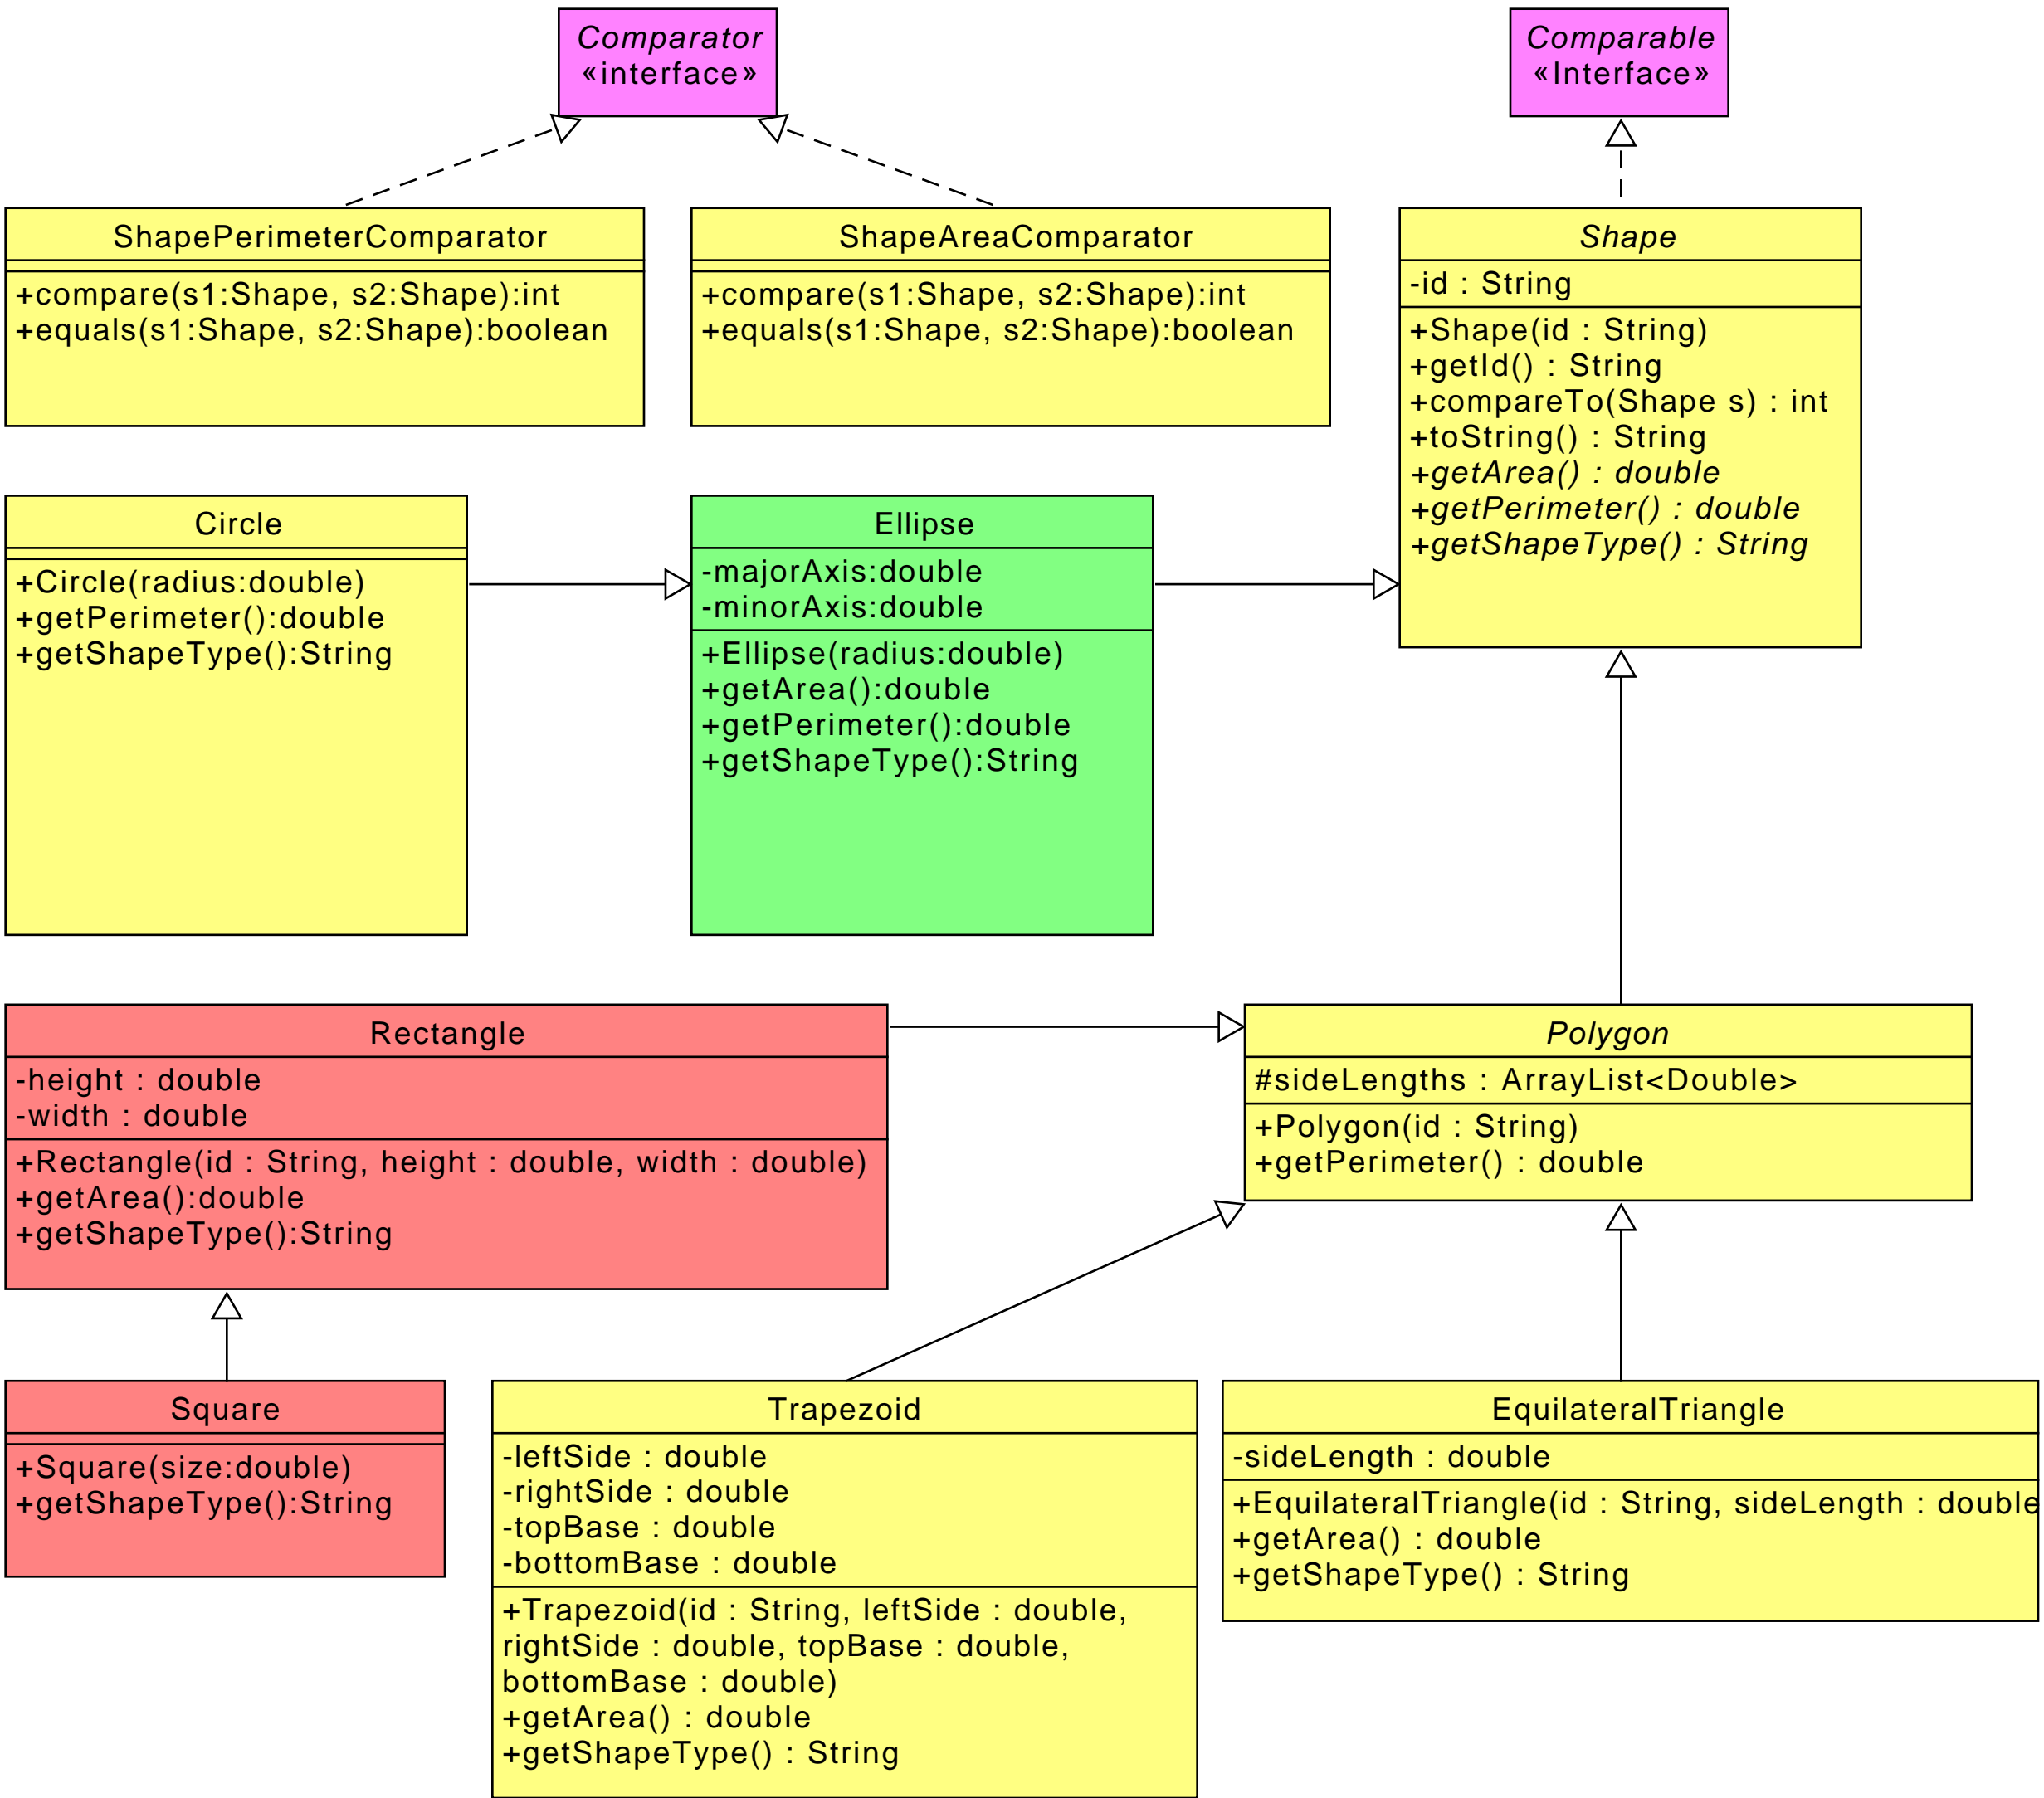 Comparator
«interface»
Comparable
«Interface»
ShapePerimeterComparator
+compare(s1:Shape, s2:Shape):int
+equals(s1:Shape, s2:Shape):boolean
ShapeAreaComparator
+compare(s1:Shape, s2:Shape):int
+equals(s1:Shape, s2:Shape):boolean
Shape
-id : String
+Shape(id : String)
+getId() : String
+compareTo(Shape s) : int
+toString() : String
+getArea() : double
+getPerimeter() : double
+getShapeType() : String
Circle
+Circle(radius:double)
+getPerimeter():double
+getShapeType():String
Ellipse
-majorAxis:double
-minorAxis:double
+Ellipse(radius:double)
+getArea():double
+getPerimeter():double
+getShapeType():String
Rectangle
-height : double
-width : double
+Rectangle(id : String, height : double, width : double)
+getArea():double
+getShapeType():String
Polygon
#sideLengths : ArrayList<Double>
+Polygon(id : String)
+getPerimeter() : double
Square
+Square(size:double)
+getShapeType():String
Trapezoid
-leftSide : double
-rightSide : double
-topBase : double
-bottomBase : double
+Trapezoid(id : String, leftSide : double,
rightSide : double, topBase : double,
bottomBase : double)
+getArea() : double
+getShapeType() : String
EquilateralTriangle
-sideLength : double
+EquilateralTriangle(id : String, sideLength : double
+getArea() : double
+getShapeType() : String